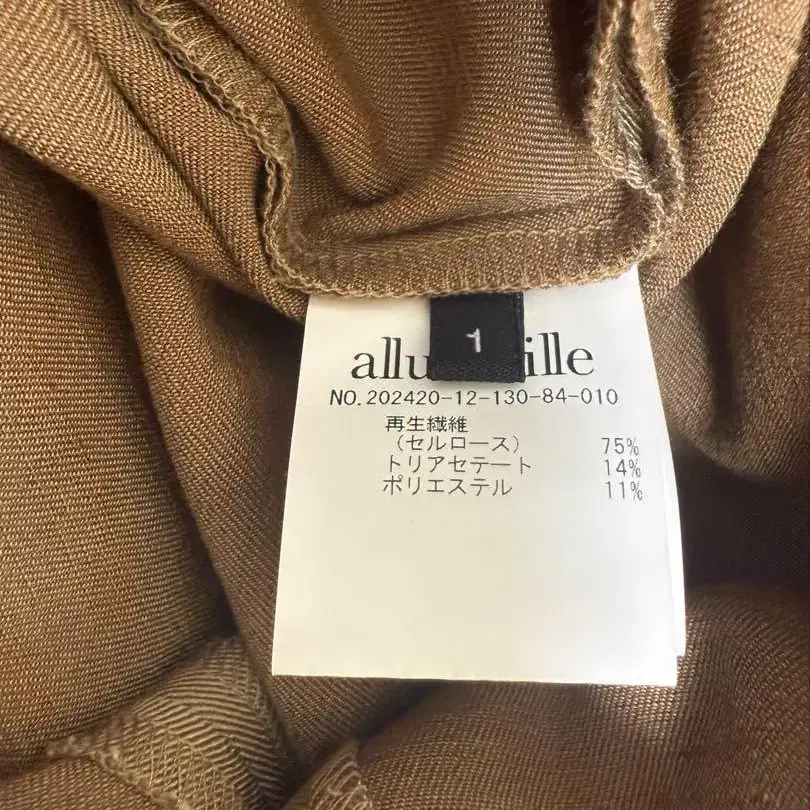 1
NO.202420-12-130-84-010
再生繊維
(セルロース) 75%
トリアセテート 14%
ポリエステル 11%